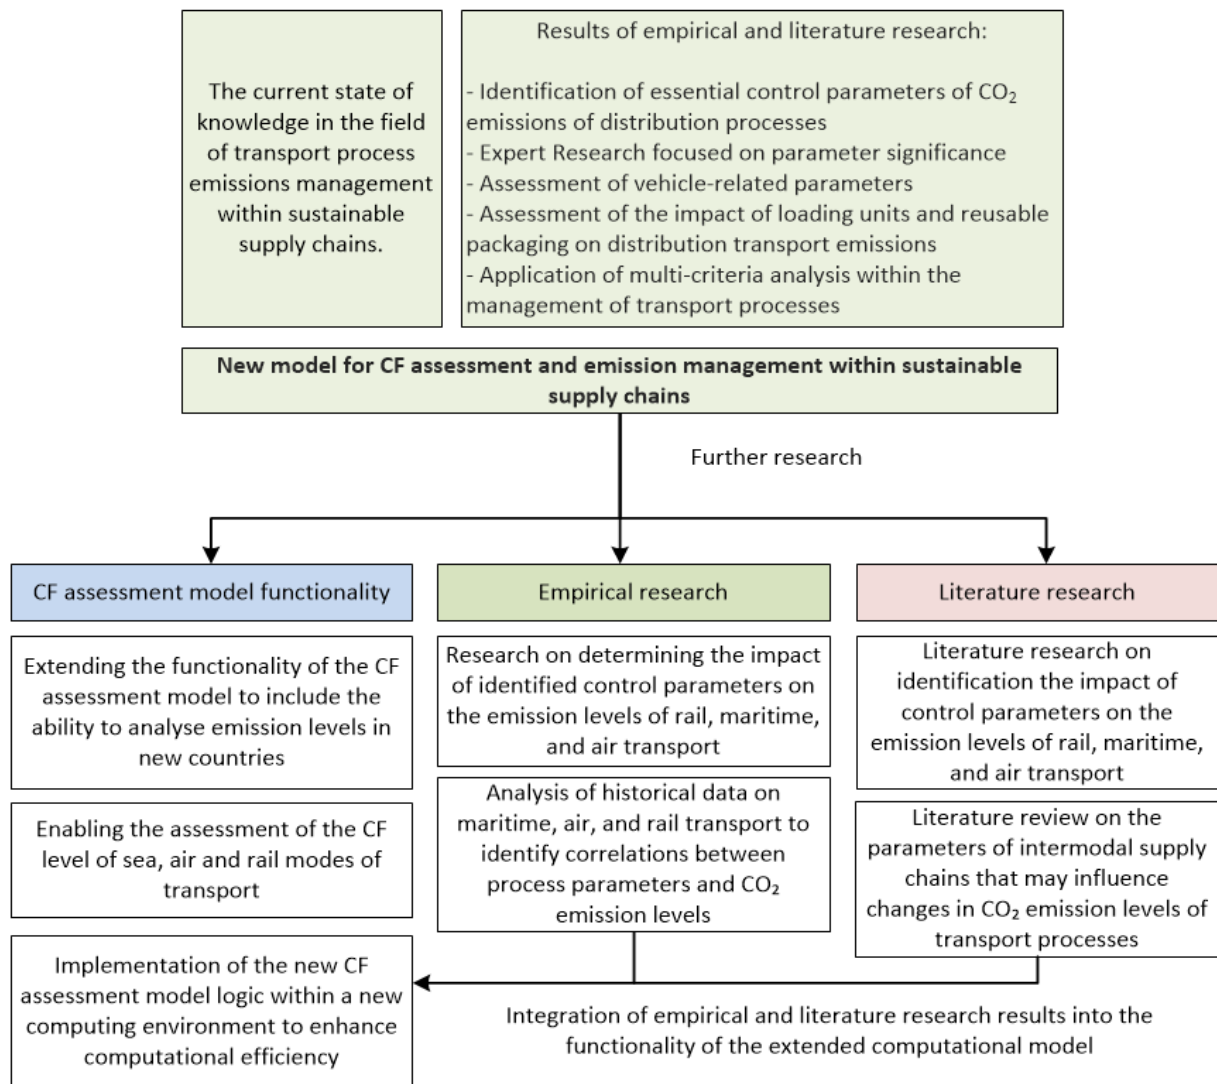 The current state of
knowledge in the field
of transport process
emissions management
within sustainable
supply chains.
Results of empirical and literature research:
- Identification of essential control parameters of CO₂
emissions of distribution processes
- Expert Research focused on parameter significance
- Assessment of vehicle-related parameters
- Assessment of the impact of loading units and reusable
packaging on distribution transport emissions
- Application of multi-criteria analysis within the
management of transport processes
New model for CF assessment and emission management within sustainable
supply chains
Further research
CF assessment model functionality
Extending the functionality of the CF
assessment model to include the
ability to analyse emission levels in
new countries
Enabling the assessment of the CF
level of sea, air and rail modes of
transport
Implementation of the new CF
assessment model logic within a new
computing environment to enhance
computational efficiency
Empirical research
Research on determining the impact
of identified control parameters on
the emission levels of rail, maritime,
and air transport
Analysis of historical data on
maritime, air, and rail transport to
identify correlations between
process parameters and CO₂
emission levels
Literature research
Literature research on
identification the impact of
control parameters on the
emission levels of rail, maritime,
and air transport
Literature review on the
parameters of intermodal supply
chains that may influence
changes in CO₂ emission levels of
transport processes
Integration of empirical and literature research results into the
functionality of the extended computational model